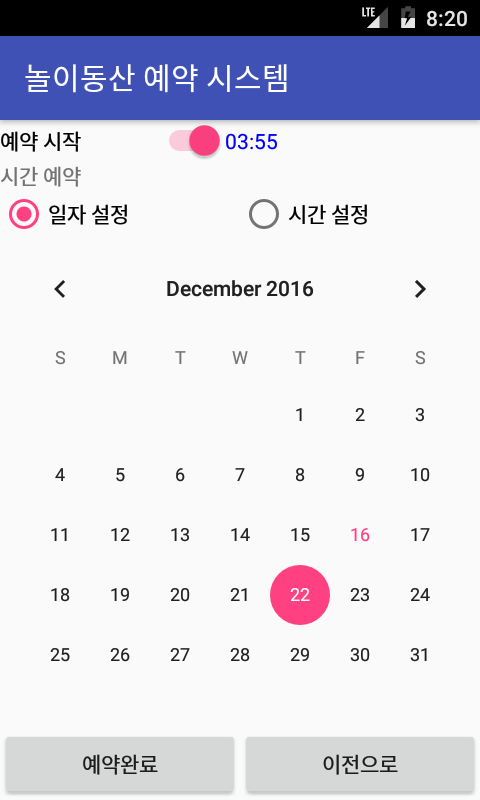 LTE 8:20
놀이동산 예약 시스템
예약 시작 03:55
시간 예약
일자 설정 시간 설정
December 2016
S M T W T F S
1 2 3
4 5 6 7 8 9 10
11 12 13 14 15 16 17
18 19 20 21 22 23 24
25 26 27 28 29 30 31
예약완료 이전으로